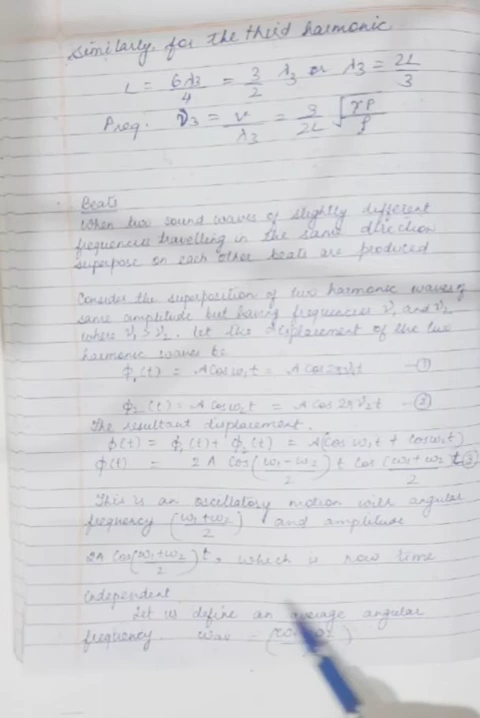 Similarly, for the third harmonic
L = 6λ3/4 = 3/2 λ3 or λ3 = 2L/3
Freq. ν3 = v/λ3 = 3/2L √(γP/ρ)
Beats
When two sound waves of slightly different
frequencies travelling in the same direction
superpose on each other beats are produced
Consider the superposition of two harmonic waves of
same amplitude but having frequencies ν1 and ν2
where ν1 > ν2. Let the displacement of the two
harmonic waves be
ϕ1(t) = A cos ω1t = A cos 2πν1t —①
ϕ2(t) = A cos ω2t = A cos 2πν2t —②
The resultant displacement.
ϕ(t) = ϕ1(t) + ϕ2(t) = A(cos ω1t + cos ω2t)
ϕ(t) = 2A cos((ω1-ω2)/2)t cos((ω1+ω2)/2)t ③
This is an oscillatory motion with angular
frequency ((ω1+ω2)/2) and amplitude
2A cos((ω1+ω2)/2)t, which is now time
independent
Let us define an average angular
frequency. ωav =